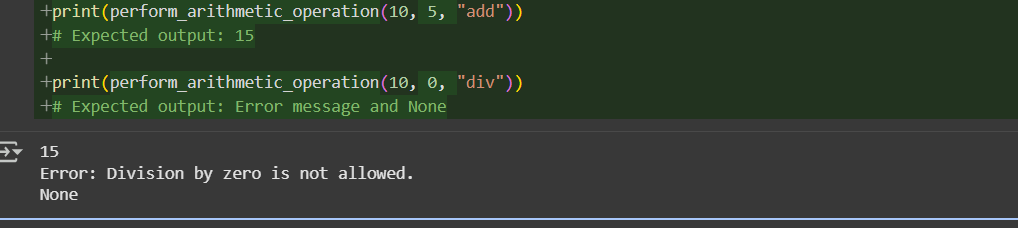 +print(perform_arithmetic_operation(10, 5, "add"))
+# Expected output: 15
+
+print(perform_arithmetic_operation(10, 0, "div"))
+# Expected output: Error message and None
15
Error: Division by zero is not allowed.
None